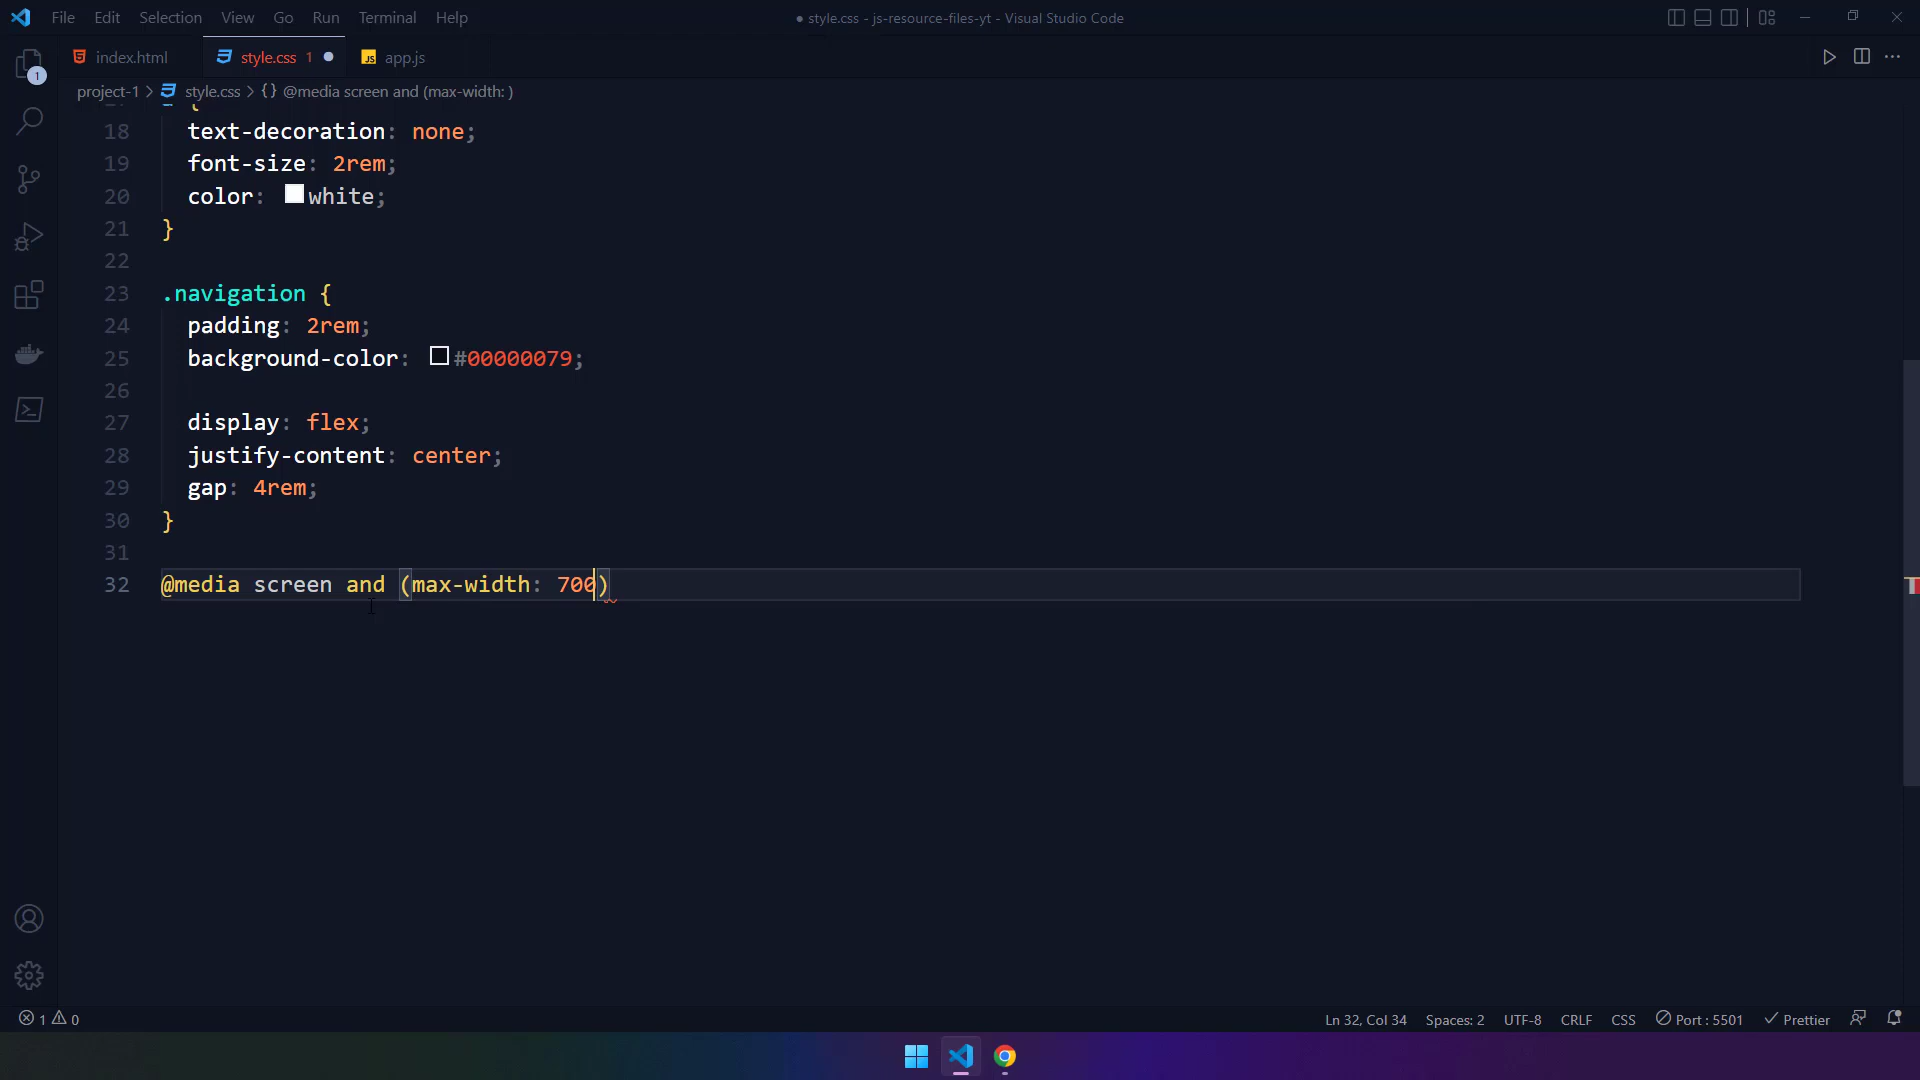 File Edit Selection View Go Run Terminal Help
● style.css - js-resource-files-yt - Visual Studio Code
index.html
style.css 1
JS app.js
project-1 > style.css > {} @media screen and (max-width: )
1
18 text-decoration: none;
19 font-size: 2rem;
20 color: white;
21 }
22
23 .navigation {
24 padding: 2rem;
25 background-color: #00000079;
26
27 display: flex;
28 justify-content: center;
29 gap: 4rem;
30 }
31
32 @media screen and (max-width: 700)
1 0
Ln 32, Col 34 Spaces: 2 UTF-8 CRLF CSS Port : 5501 Prettier